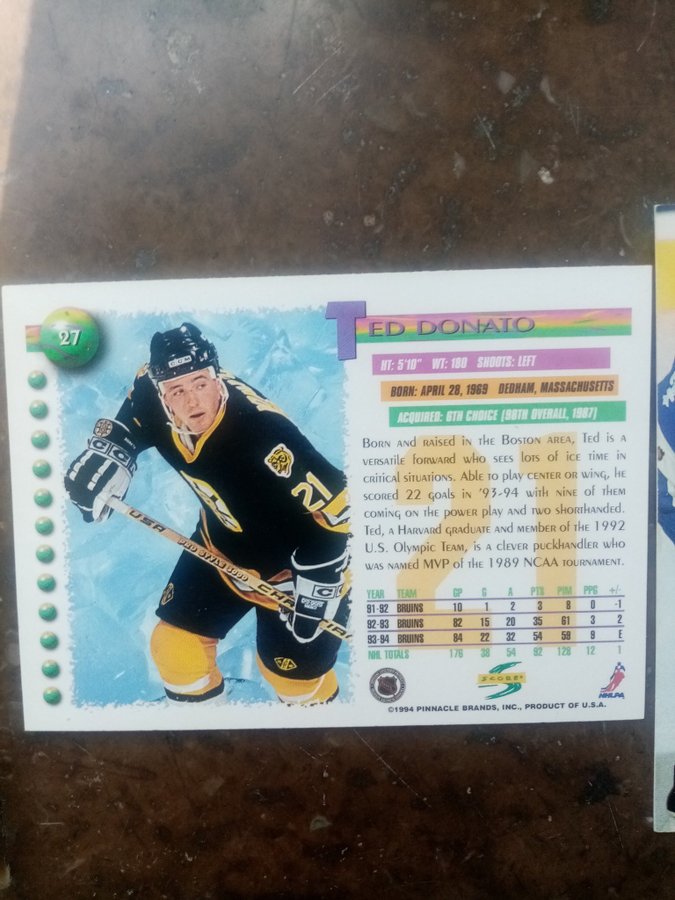 27
TED DONATO
HT: 5'10" WT: 180 SHOOTS: LEFT
BORN: APRIL 28, 1969 DEDHAM, MASSACHUSETTS
ACQUIRED: 6TH CHOICE (98TH OVERALL, 1987)
BORN AND RAISED IN THE BOSTON AREA, TED IS A
VERSATILE FORWARD WHO SEES LOTS OF ICE TIME IN
CRITICAL SITUATIONS. ABLE TO PLAY CENTER OR WING, HE
SCORED 22 GOALS IN '93-94 WITH NINE OF THEM
COMING ON THE POWER PLAY AND TWO SHORTHANDED.
TED, A HARVARD GRADUATE AND MEMBER OF THE 1992
U.S. OLYMPIC TEAM, IS A CLEVER PUCKHANDLER WHO
WAS NAMED MVP OF THE 1989 NCAA TOURNAMENT.
21
YEAR TEAM GP G A PTS PIM PPG +/-
91-92 BRUINS 10 1 2 3 8 0 -1
92-93 BRUINS 82 15 20 35 61 3 2
93-94 BRUINS 84 22 32 54 59 9 E
NHL TOTALS 176 38 54 92 128 12 1
SCORE
NHLPA
©1994 PINNACLE BRANDS, INC., PRODUCT OF U.S.A.
CCM
21
USA PRO STYLE 5030